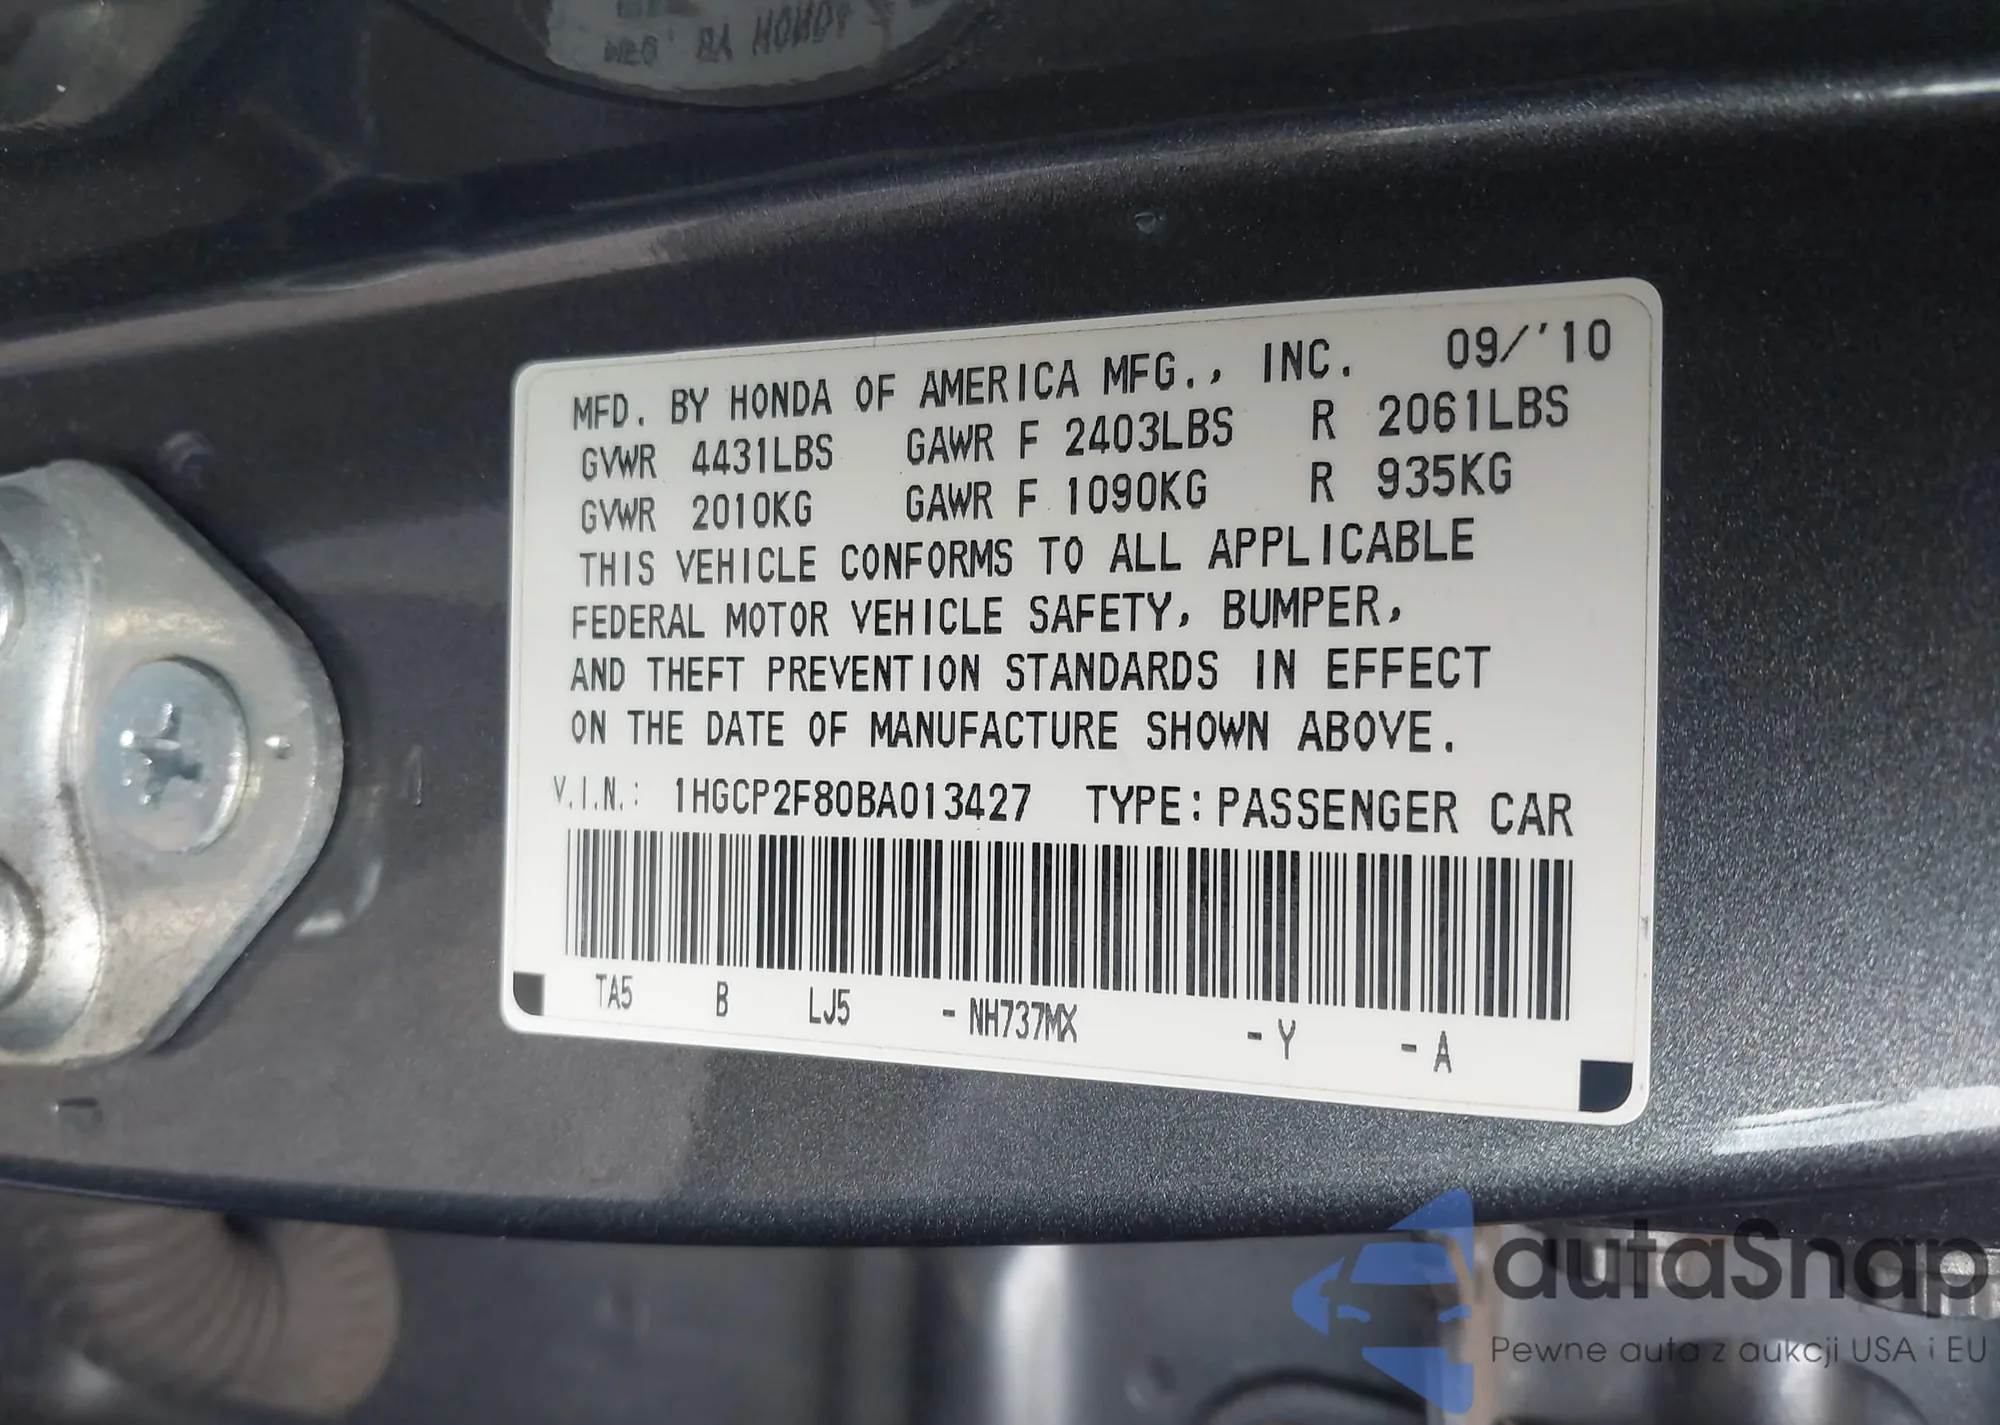 MFD. BY HONDA OF AMERICA MFG., INC. 09/'10
GVWR 4431LBS GAWR F 2403LBS R 2061LBS
GVWR 2010KG GAWR F 1090KG R 935KG
THIS VEHICLE CONFORMS TO ALL APPLICABLE
FEDERAL MOTOR VEHICLE SAFETY, BUMPER,
AND THEFT PREVENTION STANDARDS IN EFFECT
ON THE DATE OF MANUFACTURE SHOWN ABOVE.
V.I.N.: 1HGCP2F80BA013427 TYPE: PASSENGER CAR
TA5 B LJ5 - NH737MX - Y - A
autaSnap
Pewne auta z aukcji USA i EU